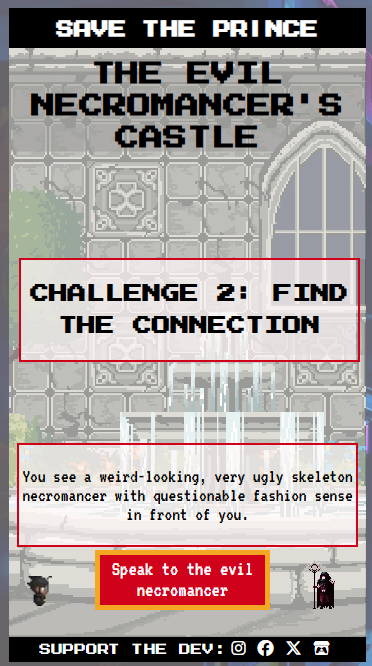 SAVE THE PRINCE
THE EVIL
NECROMANCER'S
CASTLE
CHALLENGE 2: FIND
THE CONNECTION
You see a weird-looking, very ugly skeleton
necromancer with questionable fashion sense
in front of you.
Speak to the evil
necromancer
SUPPORT THE DEV: